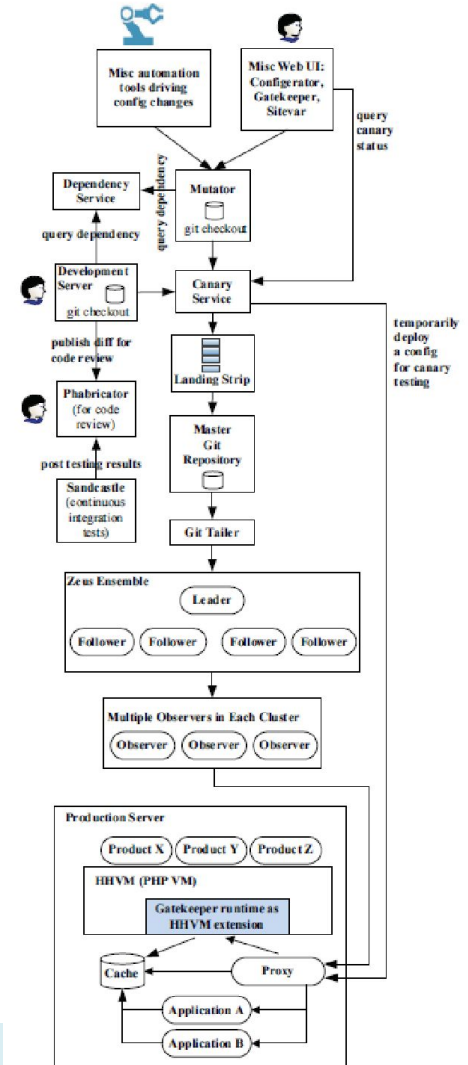 Misc automation
tools driving
config changes
Misc Web UI:
Configerator,
Gatekeeper,
Sitevar
query
canary
status
Dependency
Service
query dependency
Mutator
git checkout
query dependency
Development
Server
git checkout
Canary
Service
publish diff for
code review
temporarily
deploy
a config
for canary
testing
Landing Strip
Phabricator
(for code
review)
Master
Git
Repository
post testing results
Sandcastle
(continuous
integration
tests)
Git Tailer
Zeus Ensemble
Leader
Follower Follower Follower Follower
Multiple Observers in Each Cluster
Observer Observer Observer
Production Server
Product X Product Y Product Z
HHVM (PHP VM)
Gatekeeper runtime as
HHVM extension
Cache
Proxy
Application A
Application B